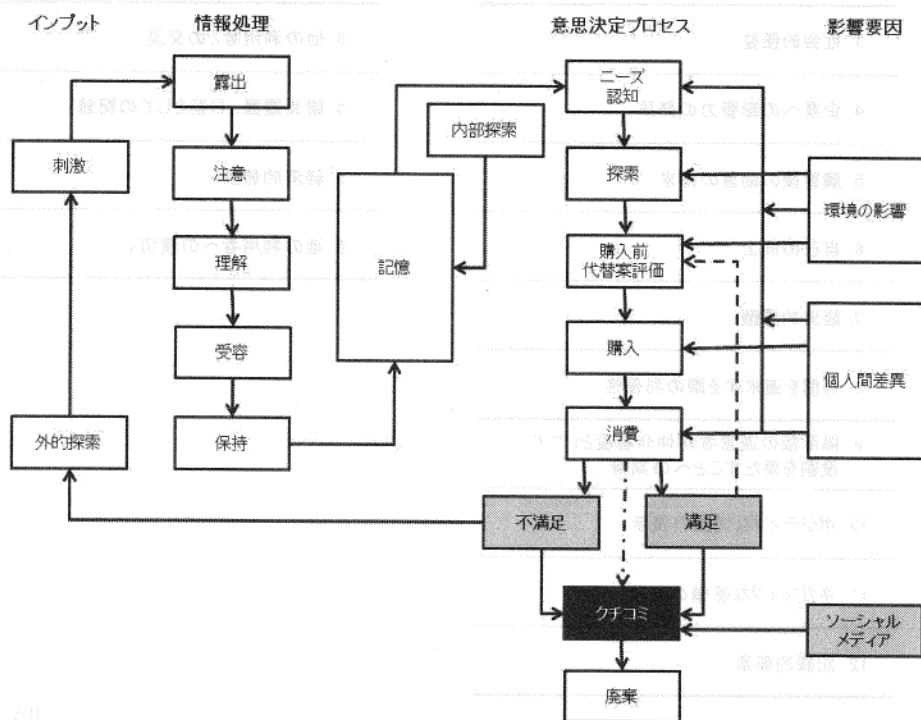 インプット
情報処理
意思決定プロセス
影響要因
露出
ニーズ
認知
内部探索
刺激
注意
探索
環境の影響
理解
記憶
購入前
代替案評価
受容
購入
個人間差異
外的探索
保持
消費
不満足
満足
クチコミ
ソーシャル
メディア
廃棄